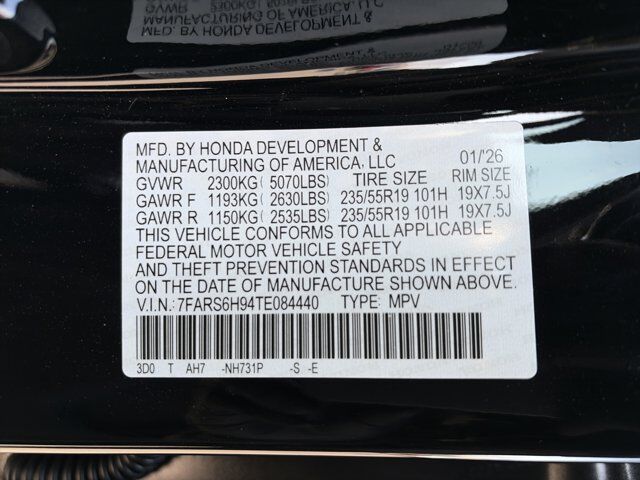 MFD. BY HONDA DEVELOPMENT &
MANUFACTURING OF AMERICA, LLC 01/'26
GVWR 2300KG( 5070LBS) TIRE SIZE RIM SIZE
GAWR F 1193KG( 2630LBS) 235/55R19 101H 19X7.5J
GAWR R 1150KG( 2535LBS) 235/55R19 101H 19X7.5J
THIS VEHICLE CONFORMS TO ALL APPLICABLE
FEDERAL MOTOR VEHICLE SAFETY
AND THEFT PREVENTION STANDARDS IN EFFECT
ON THE DATE OF MANUFACTURE SHOWN ABOVE.
V.I.N.:7FARS6H94TE084440 TYPE: MPV
3D0 T AH7 -NH731P -S -E